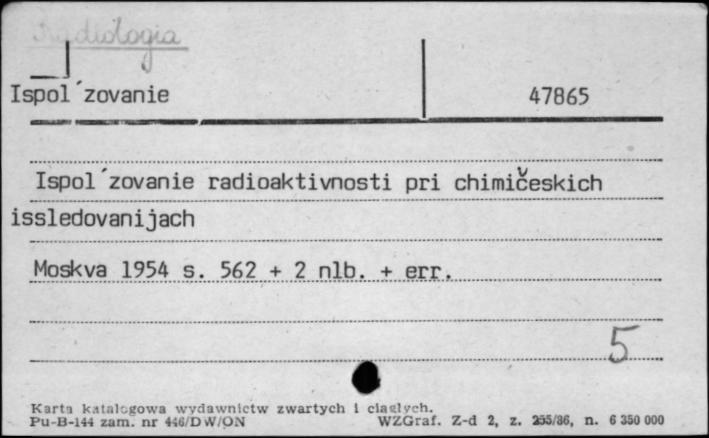 Radiologia
Ispol´zovanie 47865
Ispol´zovanie radioaktivnosti pri chimičeskich
issledovanijach
Moskva 1954 s. 562 + 2 nlb. + err.
5
Karta katalogowa wydawnictw zwartych i ciągłych.
Pu-B-144 zam. nr 446/DW/ON WZGraf. Z-d 2, z. 255/86, n. 6 350 000